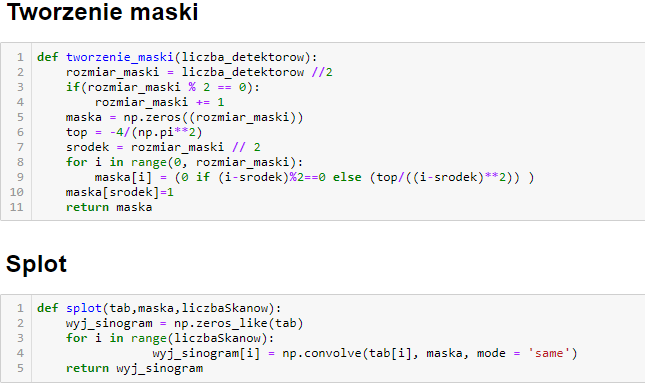 Tworzenie maski
1 def tworzenie_maski(liczba_detektorow):
2     rozmiar_maski = liczba_detektorow //2
3     if(rozmiar_maski % 2 == 0):
4         rozmiar_maski += 1
5     maska = np.zeros((rozmiar_maski))
6     top = -4/(np.pi**2)
7     srodek = rozmiar_maski // 2
8     for i in range(0, rozmiar_maski):
9         maska[i] = (0 if (i-srodek)%2==0 else (top/((i-srodek)**2)) )
10     maska[srodek]=1
11     return maska
Splot
1 def splot(tab,maska,liczbaSkanow):
2     wyj_sinogram = np.zeros_like(tab)
3     for i in range(liczbaSkanow):
4                 wyj_sinogram[i] = np.convolve(tab[i], maska, mode = 'same')
5     return wyj_sinogram